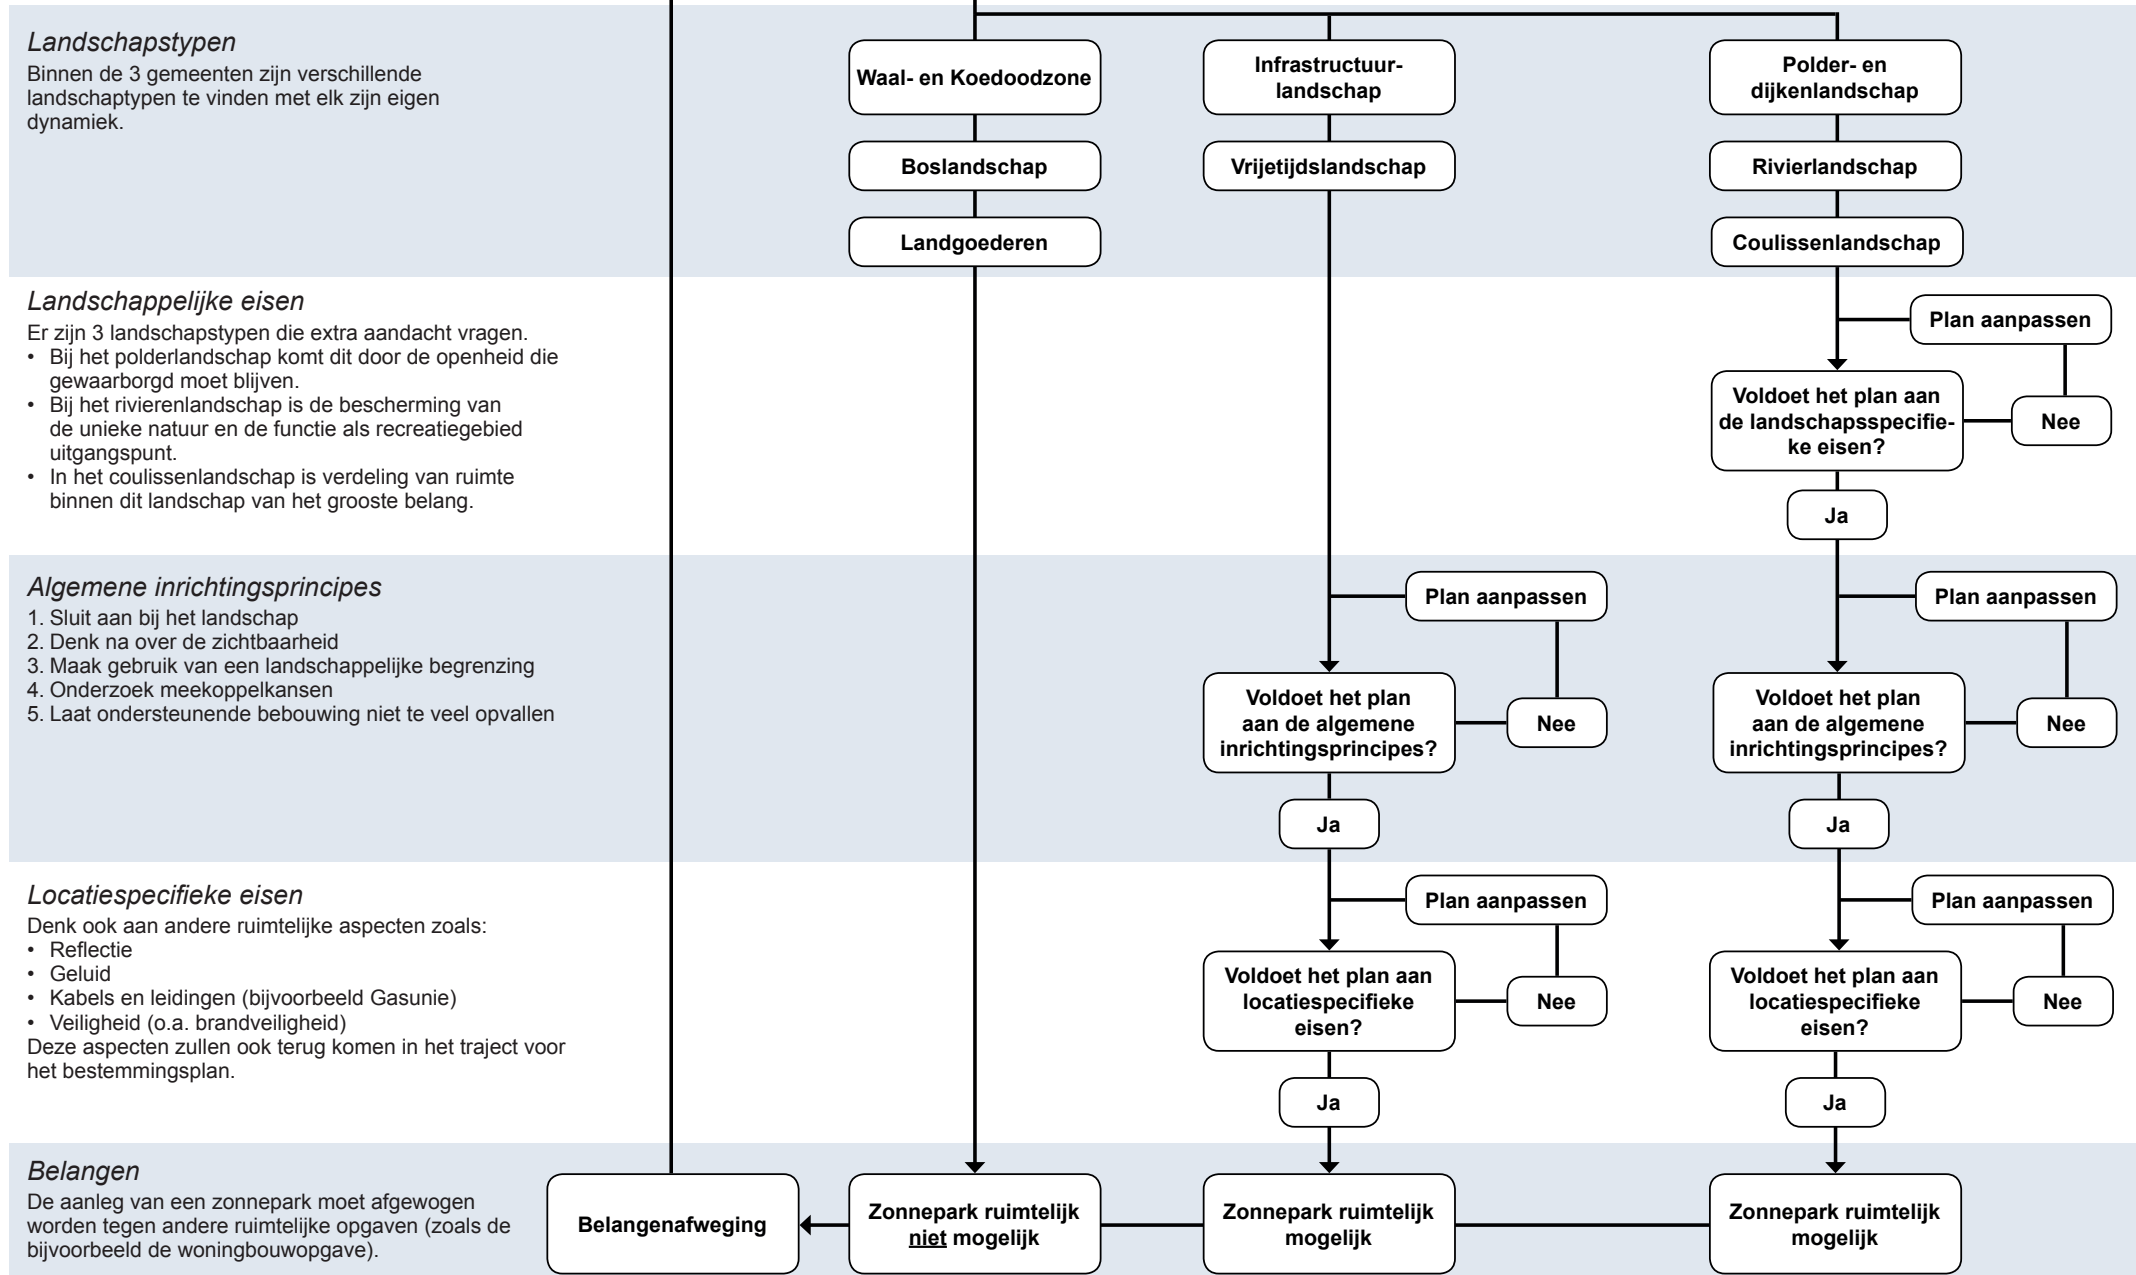 Landschapstypen
Binnen de 3 gemeenten zijn verschillende
landschaptypen te vinden met elk zijn eigen
dynamiek.
Waal- en Koedoodzone
Infrastructuur-
landschap
Polder- en
dijkenlandschap
Boslandschap
Vrijetijdslandschap
Rivierlandschap
Landgoederen
Coulissenlandschap
Landschappelijke eisen
Er zijn 3 landschapstypen die extra aandacht vragen.
• Bij het polderlandschap komt dit door de openheid die
gewaarborgd moet blijven.
• Bij het rivierenlandschap is de bescherming van
de unieke natuur en de functie als recreatiegebied
uitgangspunt.
• In het coulissenlandschap is verdeling van ruimte
binnen dit landschap van het grooste belang.
Plan aanpassen
Voldoet het plan aan
de landschapsspecifie-
ke eisen?
Nee
Ja
Algemene inrichtingsprincipes
1. Sluit aan bij het landschap
2. Denk na over de zichtbaarheid
3. Maak gebruik van een landschappelijke begrenzing
4. Onderzoek meekoppelkansen
5. Laat ondersteunende bebouwing niet te veel opvallen
Plan aanpassen
Voldoet het plan
aan de algemene
inrichtingsprincipes?
Nee
Ja
Plan aanpassen
Voldoet het plan
aan de algemene
inrichtingsprincipes?
Nee
Ja
Locatiespecifieke eisen
Denk ook aan andere ruimtelijke aspecten zoals:
• Reflectie
• Geluid
• Kabels en leidingen (bijvoorbeeld Gasunie)
• Veiligheid (o.a. brandveiligheid)
Deze aspecten zullen ook terug komen in het traject voor
het bestemmingsplan.
Plan aanpassen
Voldoet het plan aan
locatiespecifieke
eisen?
Nee
Ja
Plan aanpassen
Voldoet het plan aan
locatiespecifieke
eisen?
Nee
Ja
Belangen
De aanleg van een zonnepark moet afgewogen
worden tegen andere ruimtelijke opgaven (zoals de
bijvoorbeeld de woningbouwopgave).
Belangenafweging
Zonnepark ruimtelijk
niet mogelijk
Zonnepark ruimtelijk
mogelijk
Zonnepark ruimtelijk
mogelijk